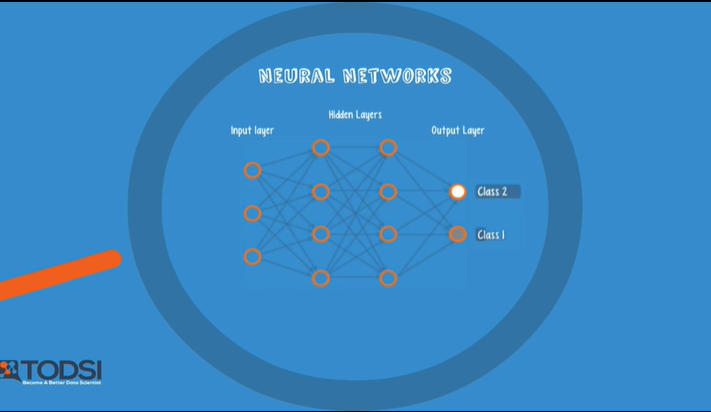 NEURAL NETWORKS
Hidden Layers
Input layer
Output Layer
Class 2
Class 1
TODSI
Become A Better Data Scientist